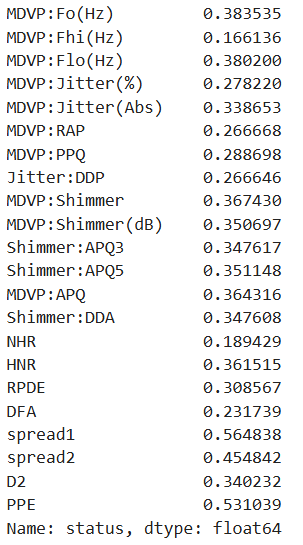 MDVP:Fo(Hz) 0.383535
MDVP:Fhi(Hz) 0.166136
MDVP:Flo(Hz) 0.380200
MDVP:Jitter(%) 0.278220
MDVP:Jitter(Abs) 0.338653
MDVP:RAP 0.266668
MDVP:PPQ 0.288698
Jitter:DDP 0.266646
MDVP:Shimmer 0.367430
MDVP:Shimmer(dB) 0.350697
Shimmer:APQ3 0.347617
Shimmer:APQ5 0.351148
MDVP:APQ 0.364316
Shimmer:DDA 0.347608
NHR 0.189429
HNR 0.361515
RPDE 0.308567
DFA 0.231739
spread1 0.564838
spread2 0.454842
D2 0.340232
PPE 0.531039
Name: status, dtype: float64